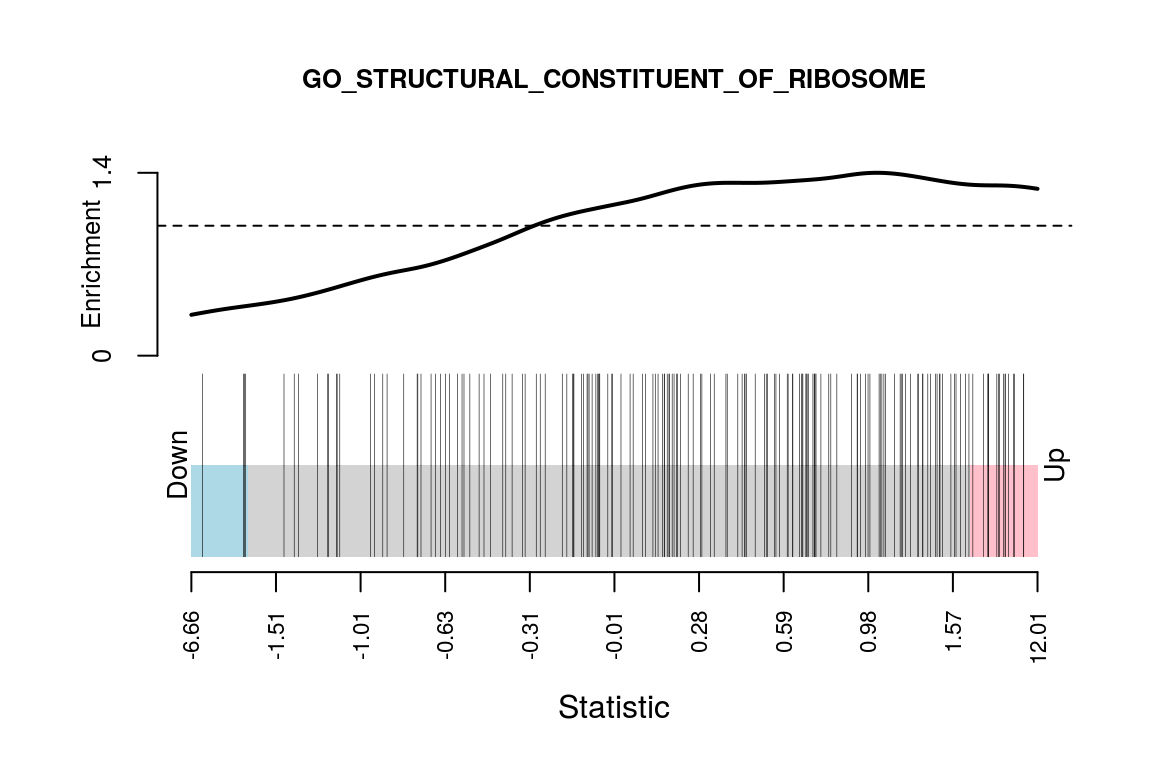 GO_STRUCTURAL_CONSTITUENT_OF_RIBOSOME
1.4
Enrichment
0
Down
Up
-6.66 -1.51 -1.01 -0.63 -0.31 -0.01 0.28 0.59 0.98 1.57 12.01
Statistic